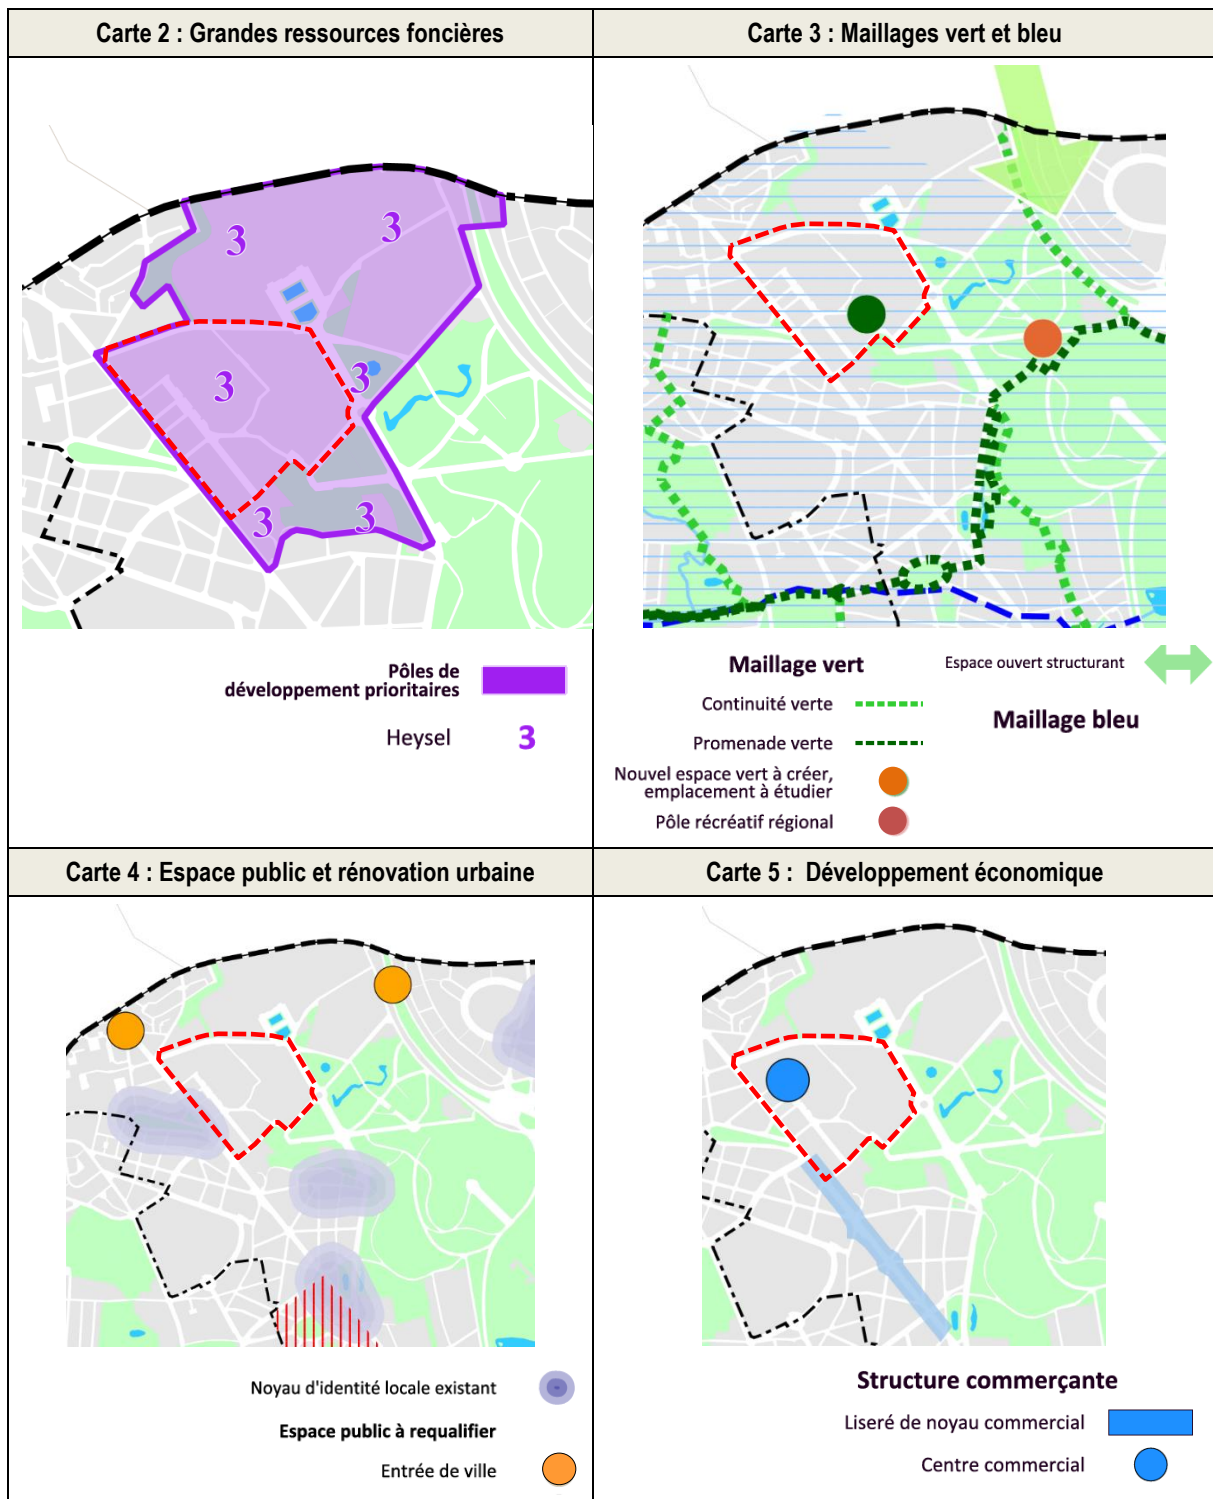 Carte 2 : Grandes ressources foncières
3
3
3
3
3
3
Pôles de
développement prioritaires
Heysel 3
Carte 3 : Maillages vert et bleu
Maillage vert
Continuité verte
Promenade verte
Nouvel espace vert à créer,
emplacement à étudier
Pôle récréatif régional
Espace ouvert structurant
Maillage bleu
Carte 4 : Espace public et rénovation urbaine
Noyau d'identité locale existant
Espace public à requalifier
Entrée de ville
Carte 5 : Développement économique
Structure commerçante
Liseré de noyau commercial
Centre commercial